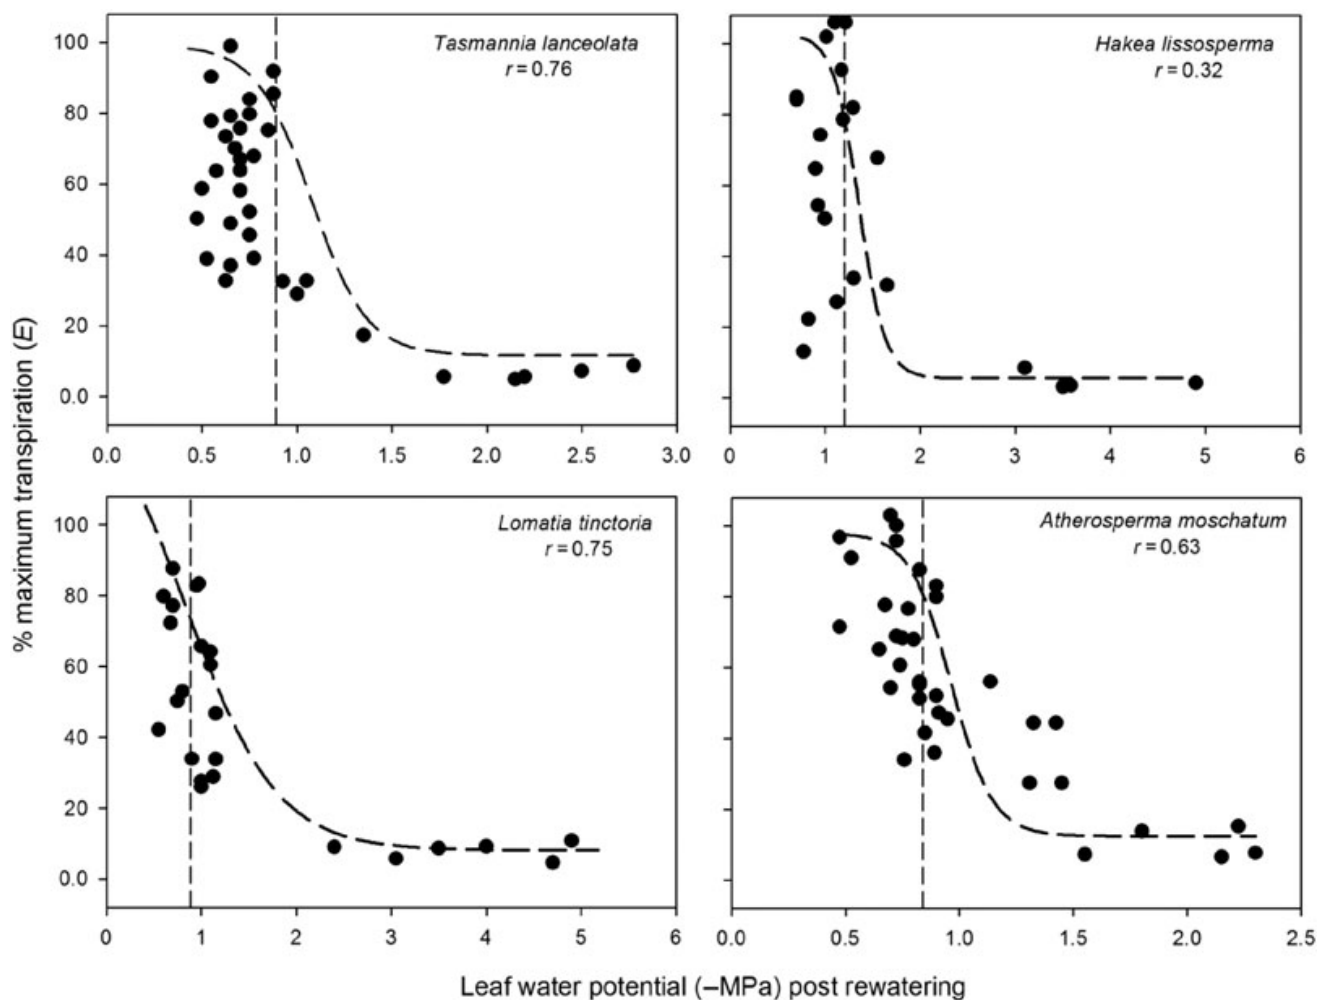 % maximum transpiration (E)
100
80
60
40
20
0.0
Tasmannia lanceolata
r = 0.76
0.5 1.0 1.5 2.0 2.5 3.0
Hakea lissosperma
r = 0.32
0 1 2 3 4 5 6
100
80
60
40
20
0.0
Lomatia tinctoria
r = 0.75
0 1 2 3 4 5 6
Atherosperma moschatum
r = 0.63
0.0 0.5 1.0 1.5 2.0 2.5
Leaf water potential (–MPa) post rewatering